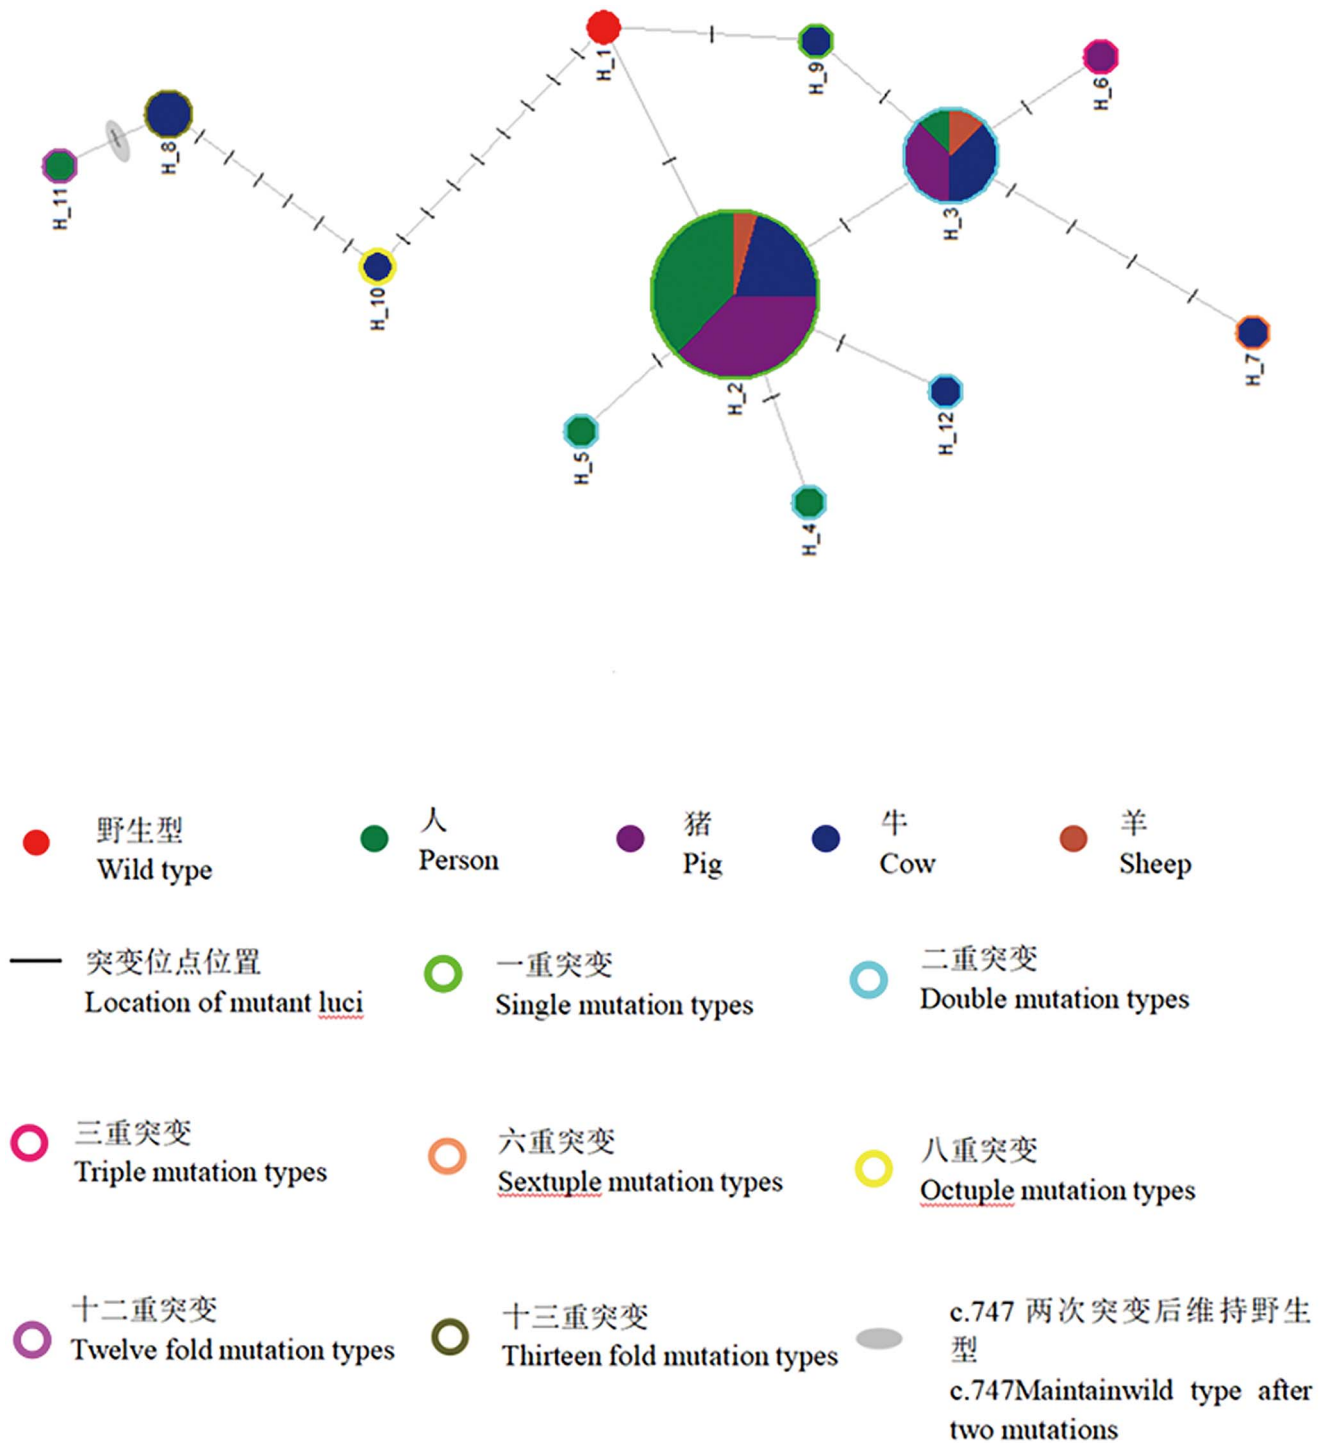 H_1
H_9
H_6
H_8
H_11
H_3
H_10
H_2
H_7
H_12
H_5
H_4
野生型
Wild type
人
Person
猪
Pig
牛
Cow
羊
Sheep
突变位点位置
Location of mutant luci
一重突变
Single mutation types
二重突变
Double mutation types
三重突变
Triple mutation types
六重突变
Sextuple mutation types
八重突变
Octuple mutation types
十二重突变
Twelve fold mutation types
十三重突变
Thirteen fold mutation types
c.747 两次突变后维持野生
型
c.747Maintainwild type after
two mutations